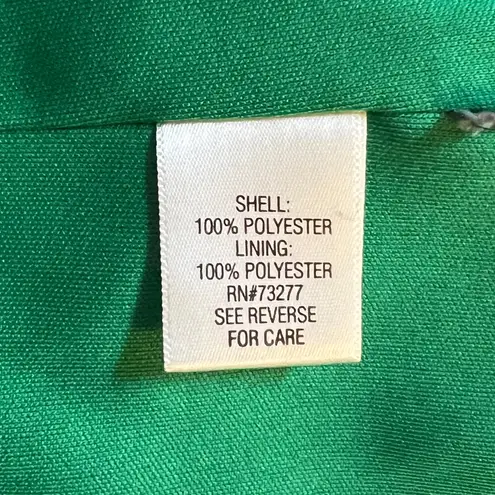 SHELL:
100% POLYESTER
LINING:
100% POLYESTER
RN#73277
SEE REVERSE
FOR CARE